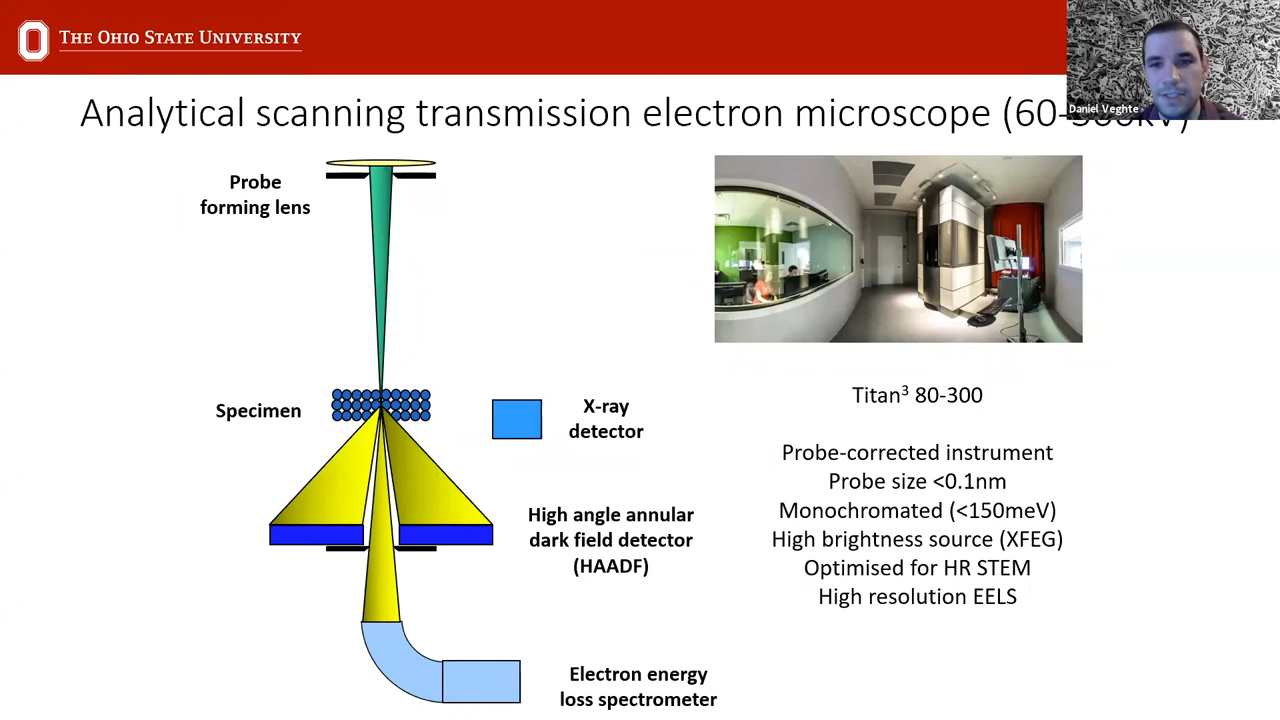 THE OHIO STATE UNIVERSITY
Daniel Veghte
Analytical scanning transmission electron microscope (60-300kV)
Probe
forming lens
Specimen
X-ray
detector
High angle annular
dark field detector
(HAADF)
Electron energy
loss spectrometer
Titan³ 80-300
Probe-corrected instrument
Probe size <0.1nm
Monochromated (<150meV)
High brightness source (XFEG)
Optimised for HR STEM
High resolution EELS